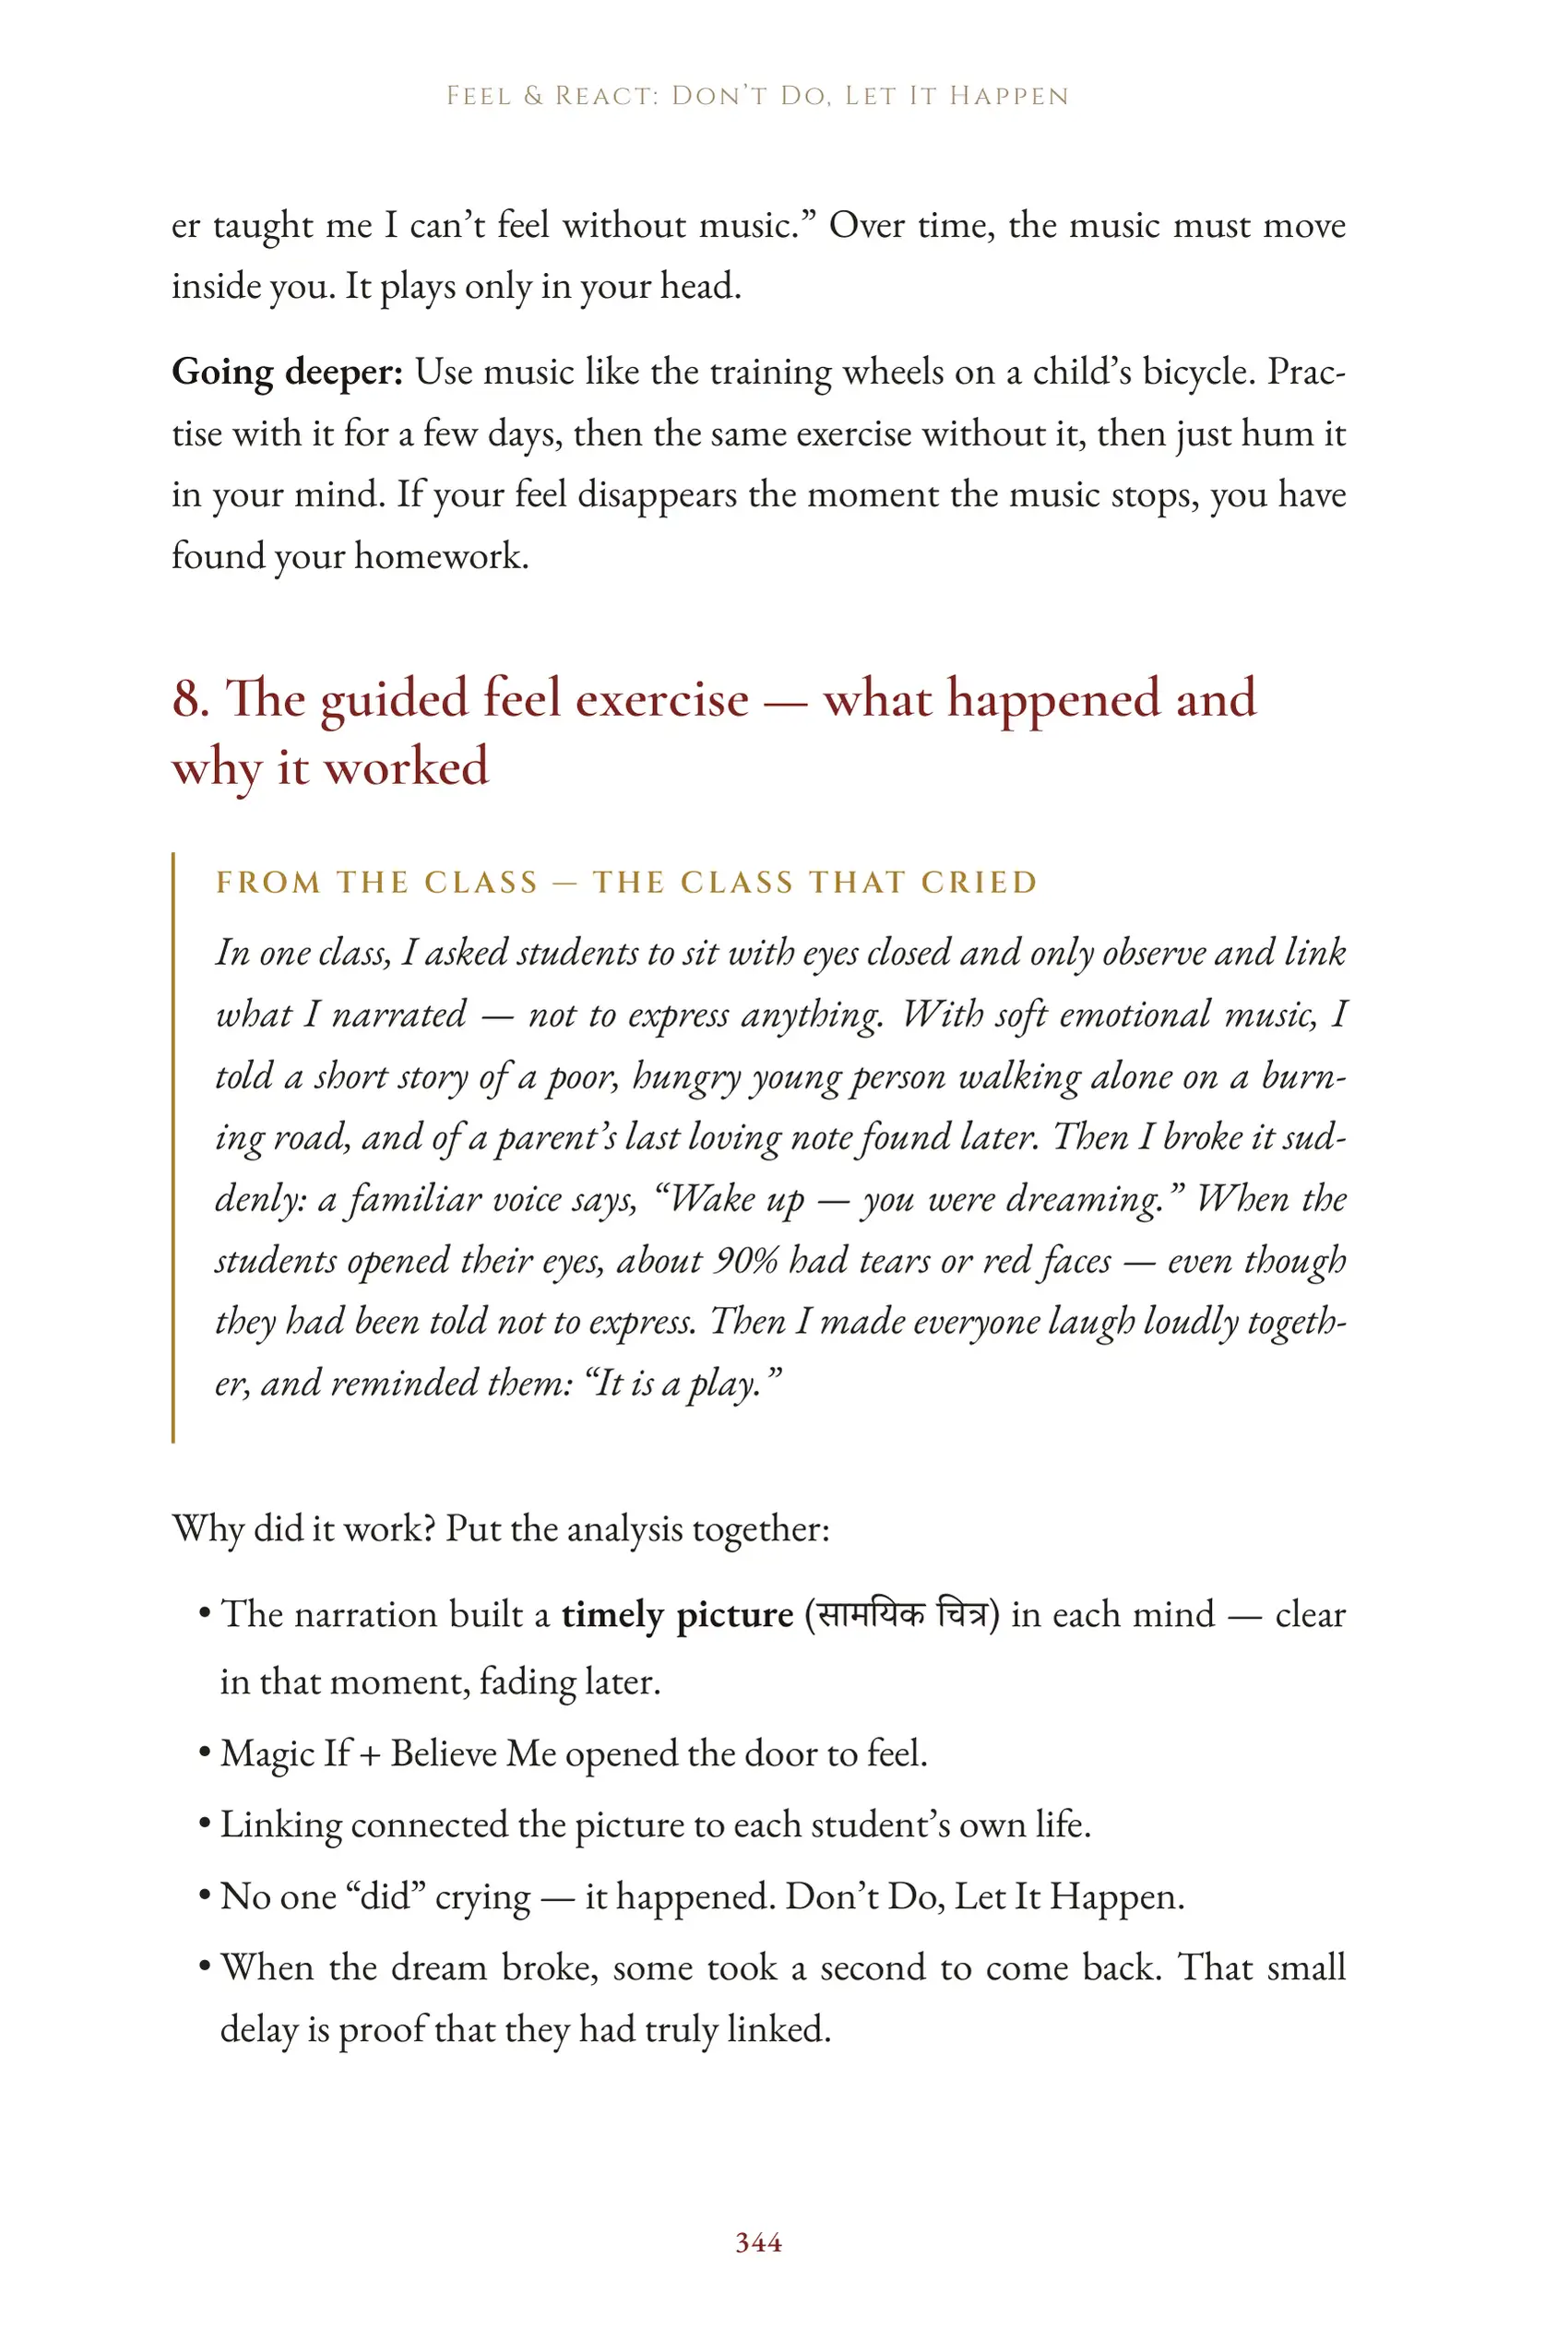 Feel & React: Don’t Do, Let It Happen
er taught me I can’t feel without music.” Over time, the music must move
inside you. It plays only in your head.
Going deeper: Use music like the training wheels on a child’s bicycle. Prac-
tise with it for a few days, then the same exercise without it, then just hum it
in your mind. If your feel disappears the moment the music stops, you have
found your homework.
8. The guided feel exercise — what happened and
why it worked
FROM THE CLASS — THE CLASS THAT CRIED
In one class, I asked students to sit with eyes closed and only observe and link
what I narrated — not to express anything. With soft emotional music, I
told a short story of a poor, hungry young person walking alone on a burn-
ing road, and of a parent’s last loving note found later. Then I broke it sud-
denly: a familiar voice says, “Wake up — you were dreaming.” When the
students opened their eyes, about 90% had tears or red faces — even though
they had been told not to express. Then I made everyone laugh loudly togeth-
er, and reminded them: “It is a play.”
Why did it work? Put the analysis together:
• The narration built a timely picture (सामयिक चित्र) in each mind — clear
in that moment, fading later.
• Magic If + Believe Me opened the door to feel.
• Linking connected the picture to each student’s own life.
• No one “did” crying — it happened. Don’t Do, Let It Happen.
• When the dream broke, some took a second to come back. That small
delay is proof that they had truly linked.
344